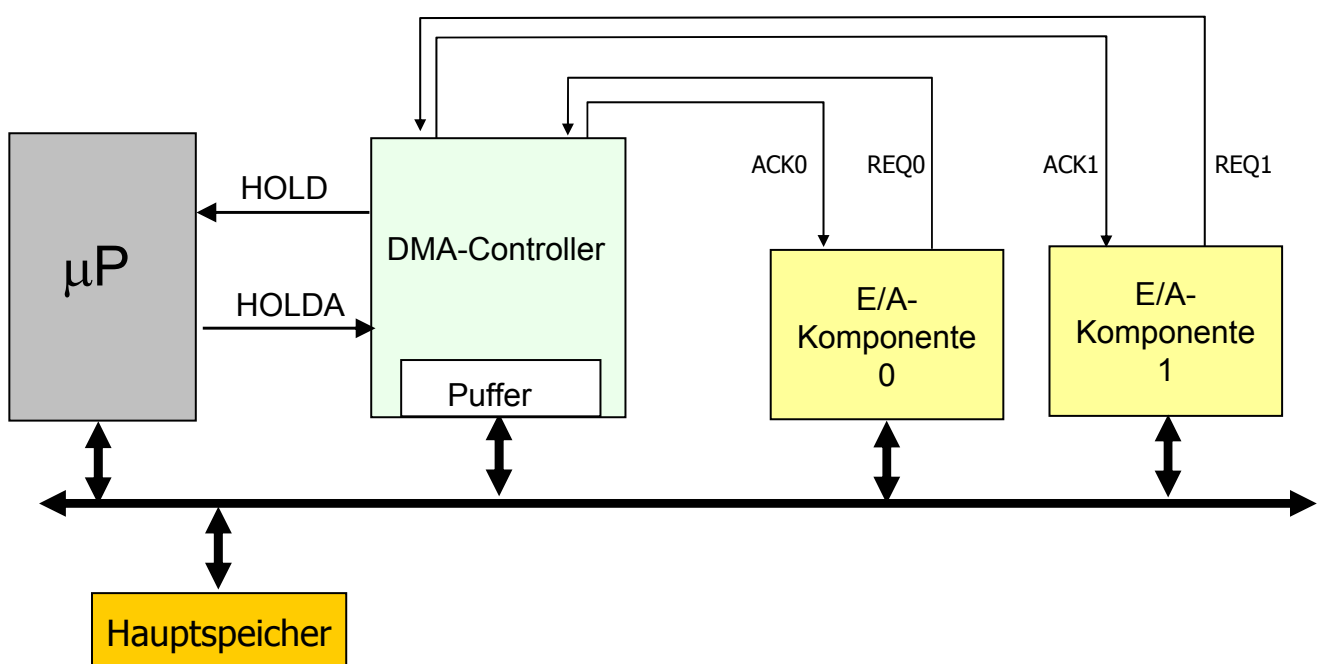 ACK0
REQ0
ACK1
REQ1
HOLD
μP
DMA-Controller
HOLDA
E/A-
Komponente
0
E/A-
Komponente
1
Puffer
Hauptspeicher